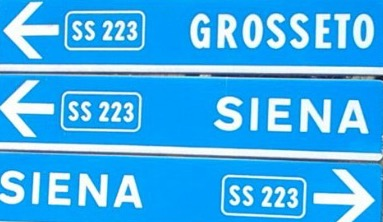 SS 223 GROSSETO
SS 223 SIENA
SIENA SS 223